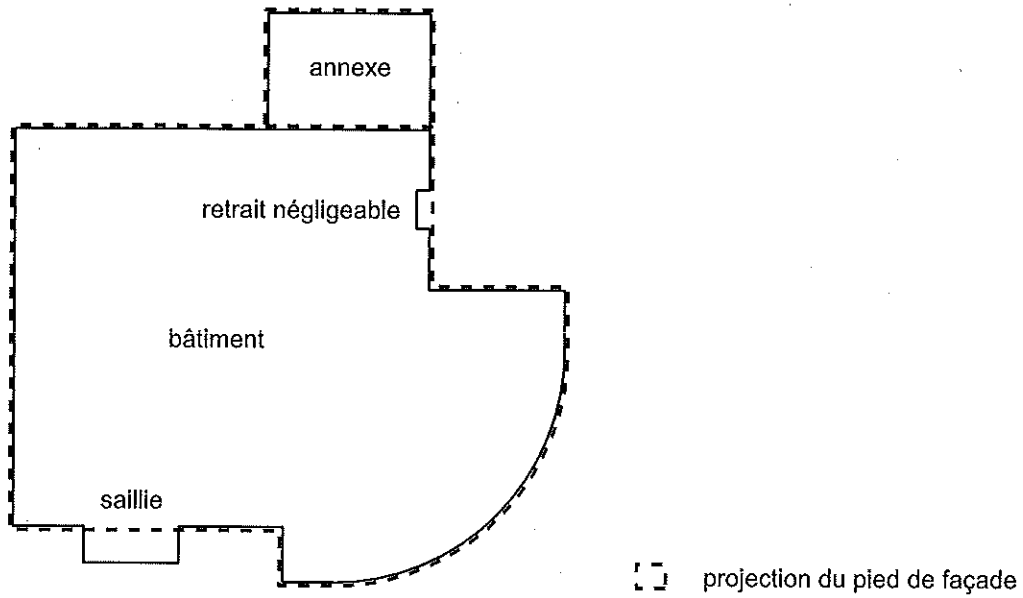 annexe
retrait négligeable
bâtiment
saillie
projection du pied de façade